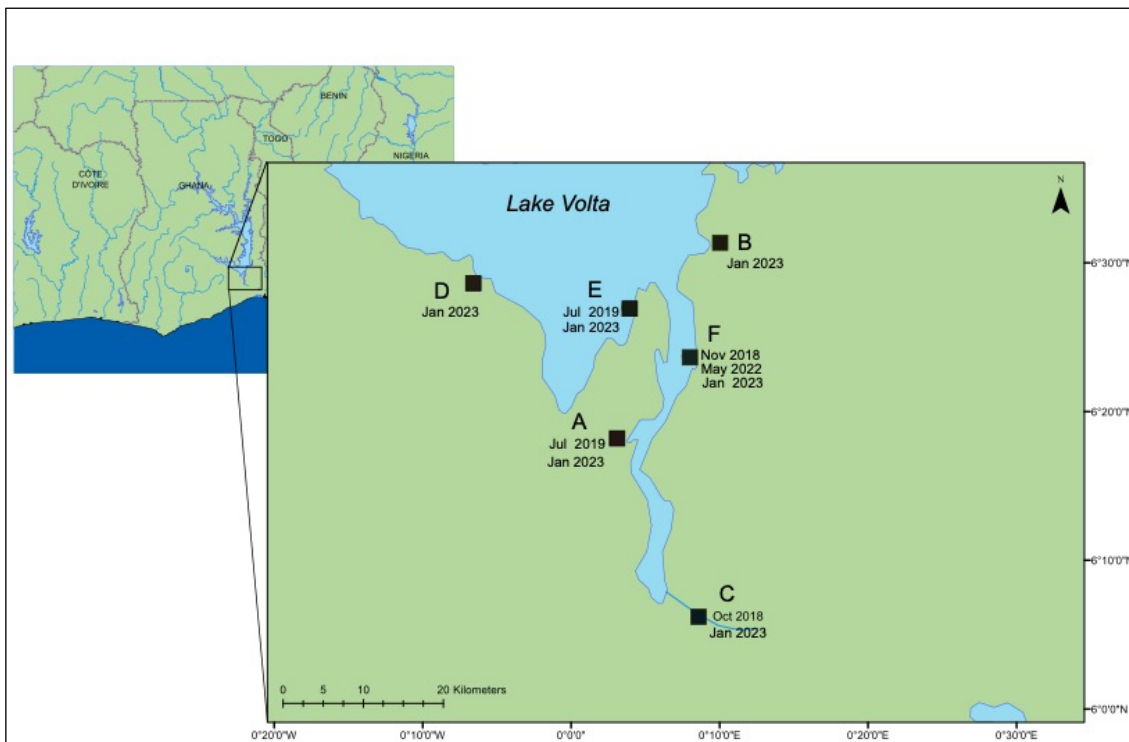 BENIN
TOGO
NIGERIA
CÔTE
D'IVOIRE
GHANA
Lake Volta
N
B
Jan 2023
6°30'0"N
D
Jan 2023
E
Jul 2019
Jan 2023
F
Nov 2018
May 2022
Jan 2023
6°20'0"N
A
Jul 2019
Jan 2023
6°10'0"N
C
Oct 2018
Jan 2023
0 5 10 20 Kilometers
6°0'0"N
0°20'0"W 0°10'0"W 0°0'0" 0°10'0"E 0°20'0"E 0°30'0"E